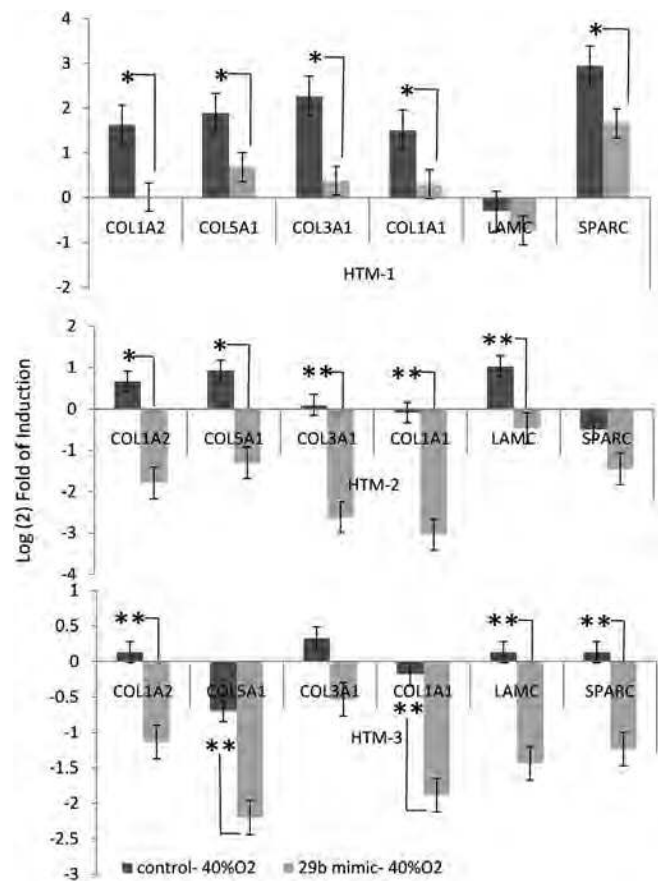 4
3
2
1
0
-1
-2
* * * * *
COL1A2 COL5A1 COL3A1 COL1A1 LAMC SPARC
HTM-1
Log (2) Fold of Induction
2
1
0
-1
-2
-3
-4
* * ** ** **
COL1A2 COL5A1 COL3A1 COL1A1 LAMC SPARC
HTM-2
1
0.5
0
-0.5
-1
-1.5
-2
-2.5
-3
** ** **
COL1A2 COL5A1 COL3A1 COL1A1 LAMC SPARC
** **
HTM-3
control- 40%O2 29b mimic- 40%O2